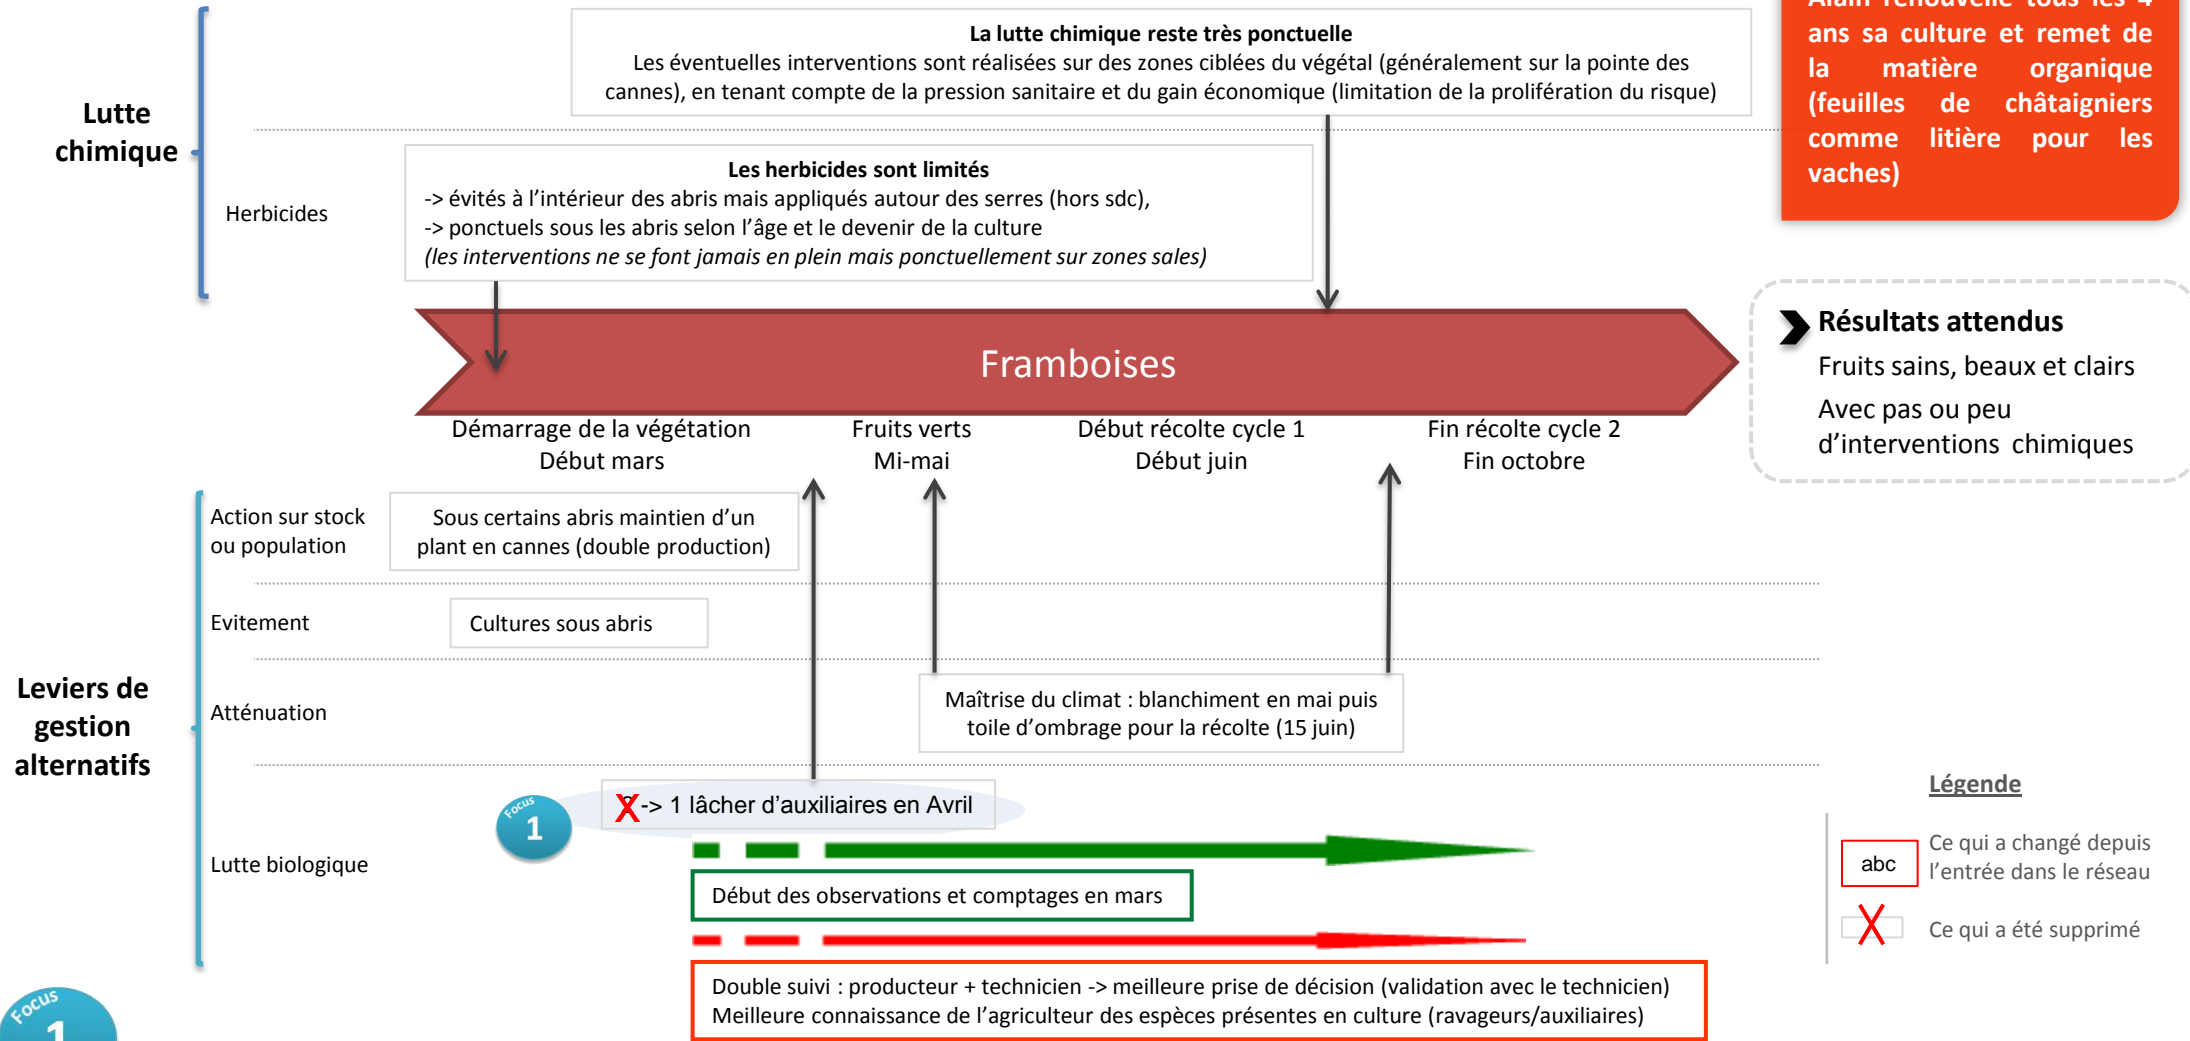 Alain renouvelle tous les 4
ans sa culture et remet de
la matière organique
(feuilles de châtaigniers
comme litière pour les
vaches)
La lutte chimique reste très ponctuelle
Les éventuelles interventions sont réalisées sur des zones ciblées du végétal (généralement sur la pointe des
cannes), en tenant compte de la pression sanitaire et du gain économique (limitation de la prolifération du risque)
Lutte
chimique
Herbicides
Les herbicides sont limités
-> évités à l’intérieur des abris mais appliqués autour des serres (hors sdc),
-> ponctuels sous les abris selon l’âge et le devenir de la culture
(les interventions ne se font jamais en plein mais ponctuellement sur zones sales)
Framboises
Résultats attendus
Fruits sains, beaux et clairs
Avec pas ou peu
d’interventions chimiques
Démarrage de la végétation
Début mars
Fruits verts
Mi-mai
Début récolte cycle 1
Début juin
Fin récolte cycle 2
Fin octobre
Leviers de
gestion
alternatifs
Action sur stock
ou population
Sous certains abris maintien d’un
plant en cannes (double production)
Evitement
Cultures sous abris
Atténuation
Maîtrise du climat : blanchiment en mai puis
toile d’ombrage pour la récolte (15 juin)
Lutte biologique
Focus
1
-> 1 lâcher d’auxiliaires en Avril
Début des observations et comptages en mars
Double suivi : producteur + technicien -> meilleure prise de décision (validation avec le technicien)
Meilleure connaissance de l’agriculteur des espèces présentes en culture (ravageurs/auxiliaires)
Légende
abc
Ce qui a changé depuis
l’entrée dans le réseau
X
Ce qui a été supprimé
Focus
1